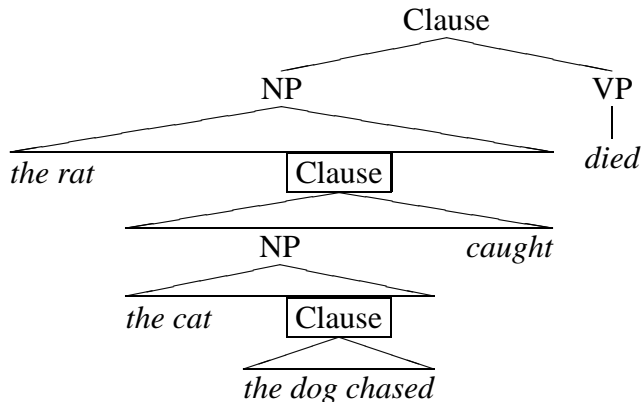 Clause
NP VP
the rat Clause died
NP caught
the cat Clause
the dog chased